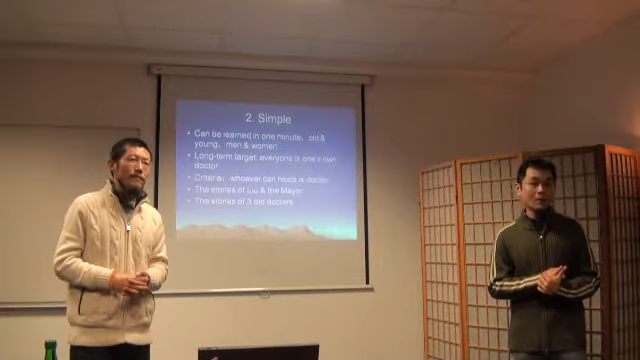 2. Simple
• Can be learned in one minute, old &
young, men & women
• Long-term target: everyone is one's own
doctor
• Criteria: whoever can heals is doctor
• The stories of Liu & the Mayor
• The stories of 3 old doctors